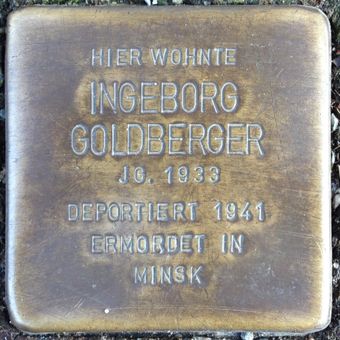 HIER WOHNTE
INGEBORG
GOLDBERGER
JG. 1933
DEPORTIERT 1941
ERMORDET IN
MINSK